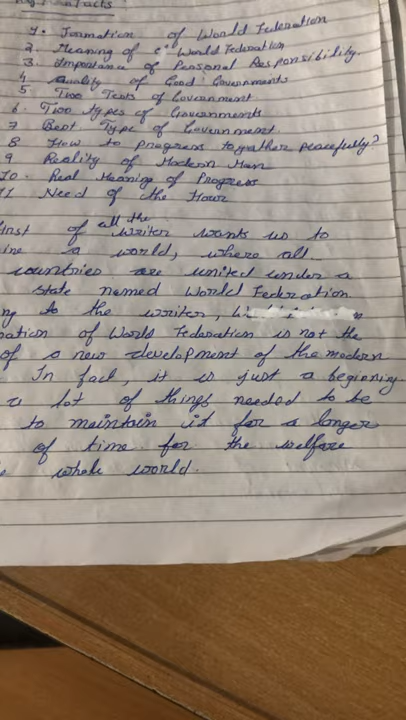 1. Formation of World Federation
2. Meaning of World Federation
3. Importance of Personal Responsibility.
4 Quality of Good Governments
5 Two Tests of Government
6. Two types of Governments
7 Best Type of Government.
8 How to progress togather peacefully?
9 Reality of Modern Man
10. Real Meaning of Progress
11 Need of the Hour
of all the writer wants us to
a world, where all
countries are united under a
state named World Federation.
to the writer,
of World Federation is not the
of a new development of the modern
In fact, it is just a begioning.
a lot of things needed to be
to maintain it for a longer
of time for the welfare
whole world.